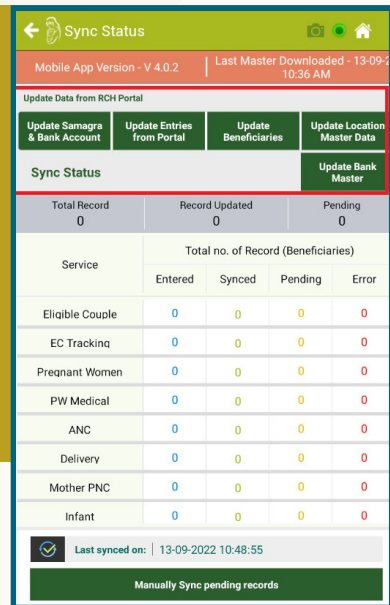 Sync Status
Mobile App Version - V 4.0.2
Last Master Downloaded - 13-09-2
10:36 AM
Update Data from RCH Portal
Update Samagra
& Bank Account
Update Entries
from Portal
Update
Beneficiaries
Update Location
Master Data
Sync Status
Update Bank
Master
Total Record
0
Record Updated
0
Pending
0
Service
Total no. of Record (Beneficiaries)
Entered Synced Pending Error
Eligible Couple 0 0 0 0
EC Tracking 0 0 0 0
Pregnant Women 0 0 0 0
PW Medical 0 0 0 0
ANC 0 0 0 0
Delivery 0 0 0 0
Mother PNC 0 0 0 0
Infant 0 0 0 0
Last synced on: 13-09-2022 10:48:55
Manually Sync pending records